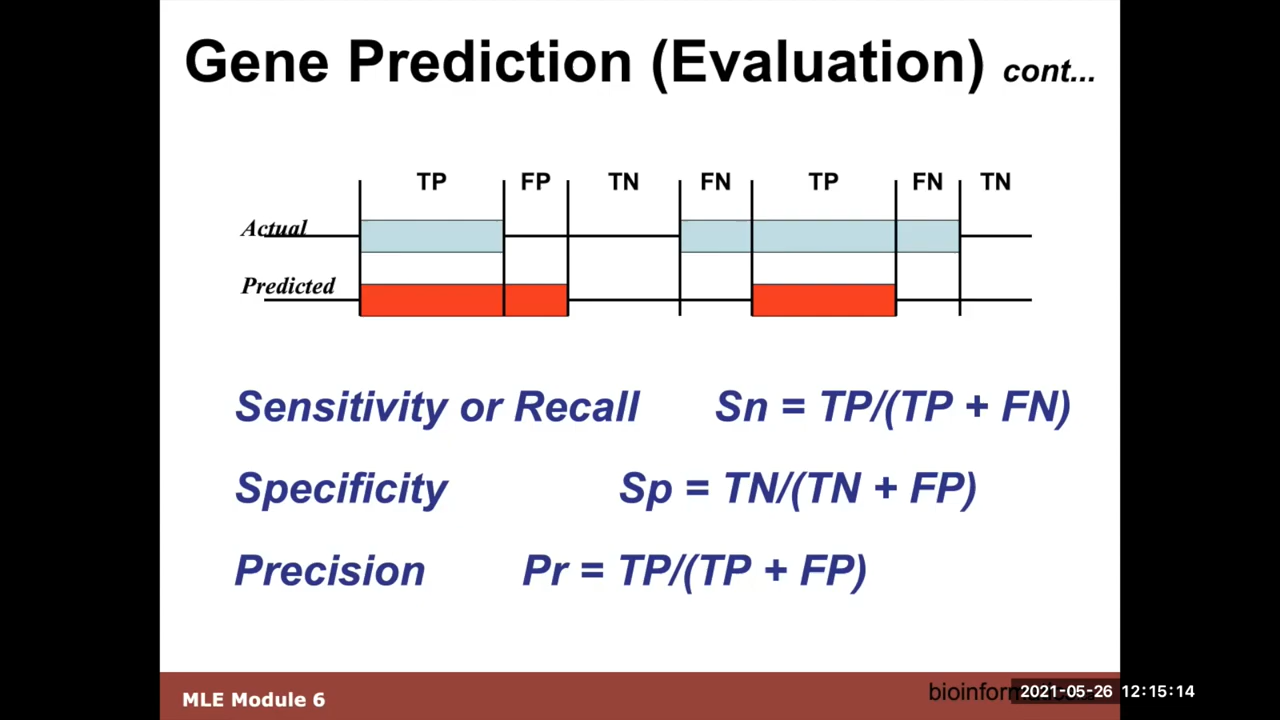 Gene Prediction (Evaluation) cont...
TP FP TN FN TP FN TN
Actual
Predicted
Sensitivity or Recall Sn = TP/(TP + FN)
Specificity Sp = TN/(TN + FP)
Precision Pr = TP/(TP + FP)
MLE Module 6
2021-05-26 12:15:14